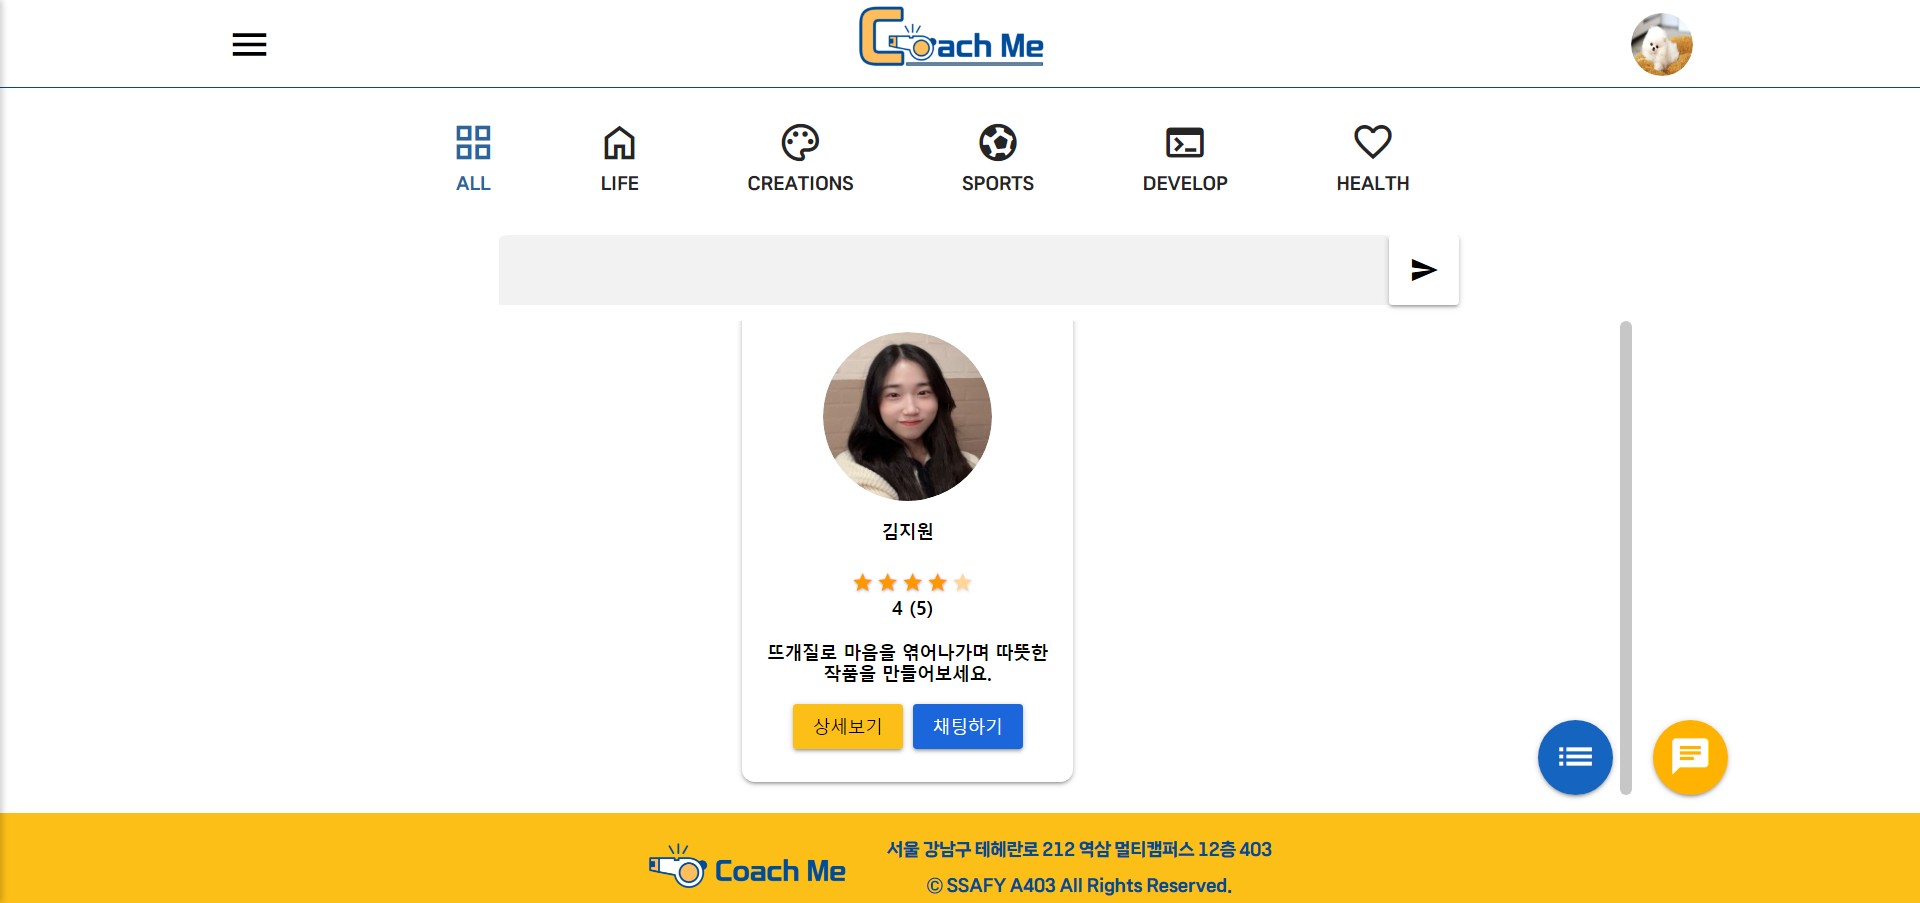 Coach Me
ALL
LIFE
CREATIONS
SPORTS
DEVELOP
HEALTH
김지원
4 (5)
뜨개질로 마음을 엮어나가며 따뜻한
작품을 만들어보세요.
상세보기
채팅하기
Coach Me
서울 강남구 테헤란로 212 역삼 멀티캠퍼스 12층 403
© SSAFY A403 All Rights Reserved.